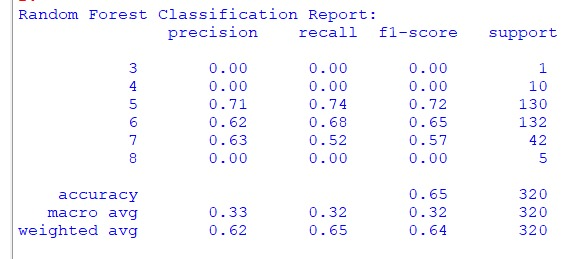 Random Forest Classification Report:
precision recall f1-score support
3 0.00 0.00 0.00 1
4 0.00 0.00 0.00 10
5 0.71 0.74 0.72 130
6 0.62 0.68 0.65 132
7 0.63 0.52 0.57 42
8 0.00 0.00 0.00 5
accuracy 0.65 320
macro avg 0.33 0.32 0.32 320
weighted avg 0.62 0.65 0.64 320